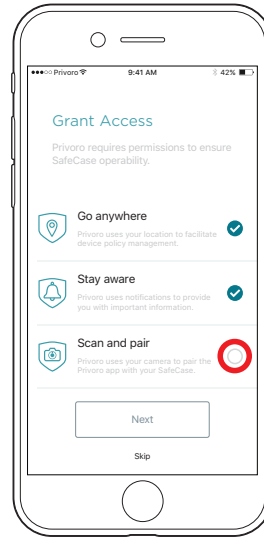 Privoro
9:41 AM
42%
Grant Access
Privoro requires permissions to ensure
SafeCase operability.
Go anywhere
Privoro uses your location to facilitate
device policy management.
Stay aware
Privoro uses notifications to provide
you with important information.
Scan and pair
Privoro uses your camera to pair the
Privoro app with your SafeCase.
Next
Skip